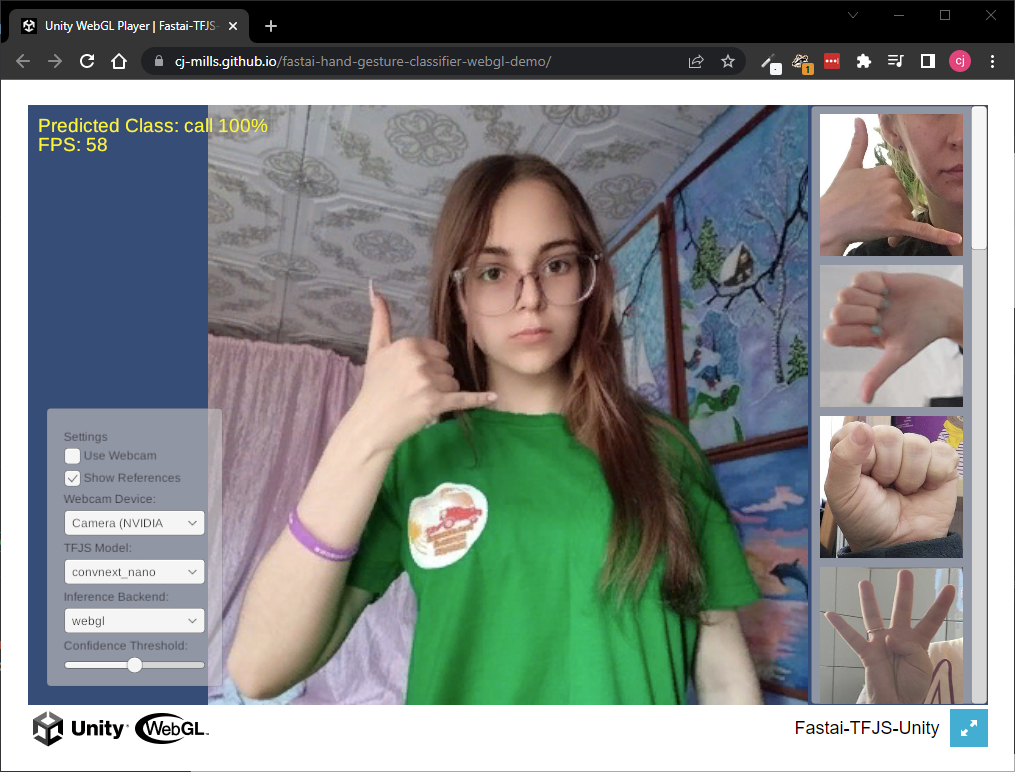 Unity WebGL Player | Fastai-TFJS-
cj-mills.github.io/fastai-hand-gesture-classifier-webgl-demo/
1
cj
Predicted Class: call 100%
FPS: 58
Settings
Use Webcam
Show References
Webcam Device:
Camera (NVIDIA
TFJS Model:
convnext_nano
Inference Backend:
webgl
Confidence Threshold:
Unity
WebGL
Fastai-TFJS-Unity